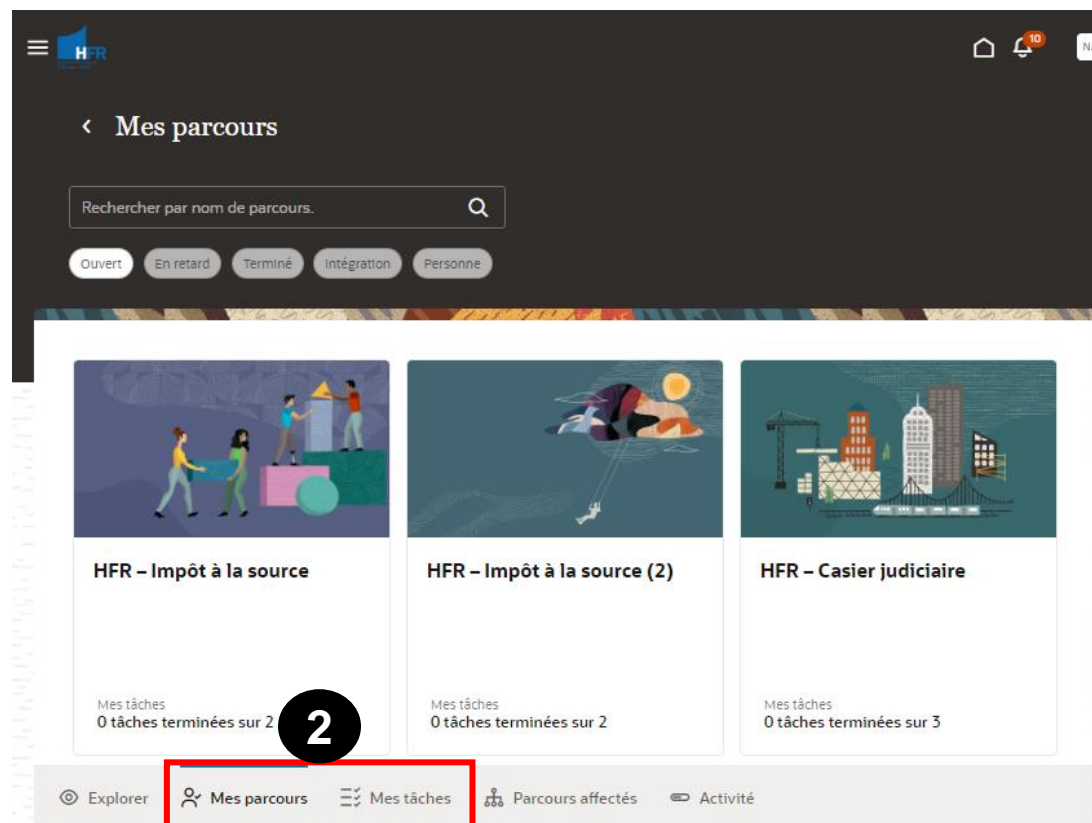 HFR
10
Mes parcours
Rechercher par nom de parcours.
Ouvert En retard Terminé Intégration Personne
HFR – Impôt à la source HFR – Impôt à la source (2) HFR – Casier judiciaire
Mes tâches Mes tâches Mes tâches
0 tâches terminées sur 2 0 tâches terminées sur 2 0 tâches terminées sur 3
2
Explorer Mes parcours Mes tâches Parcours affectés Activité